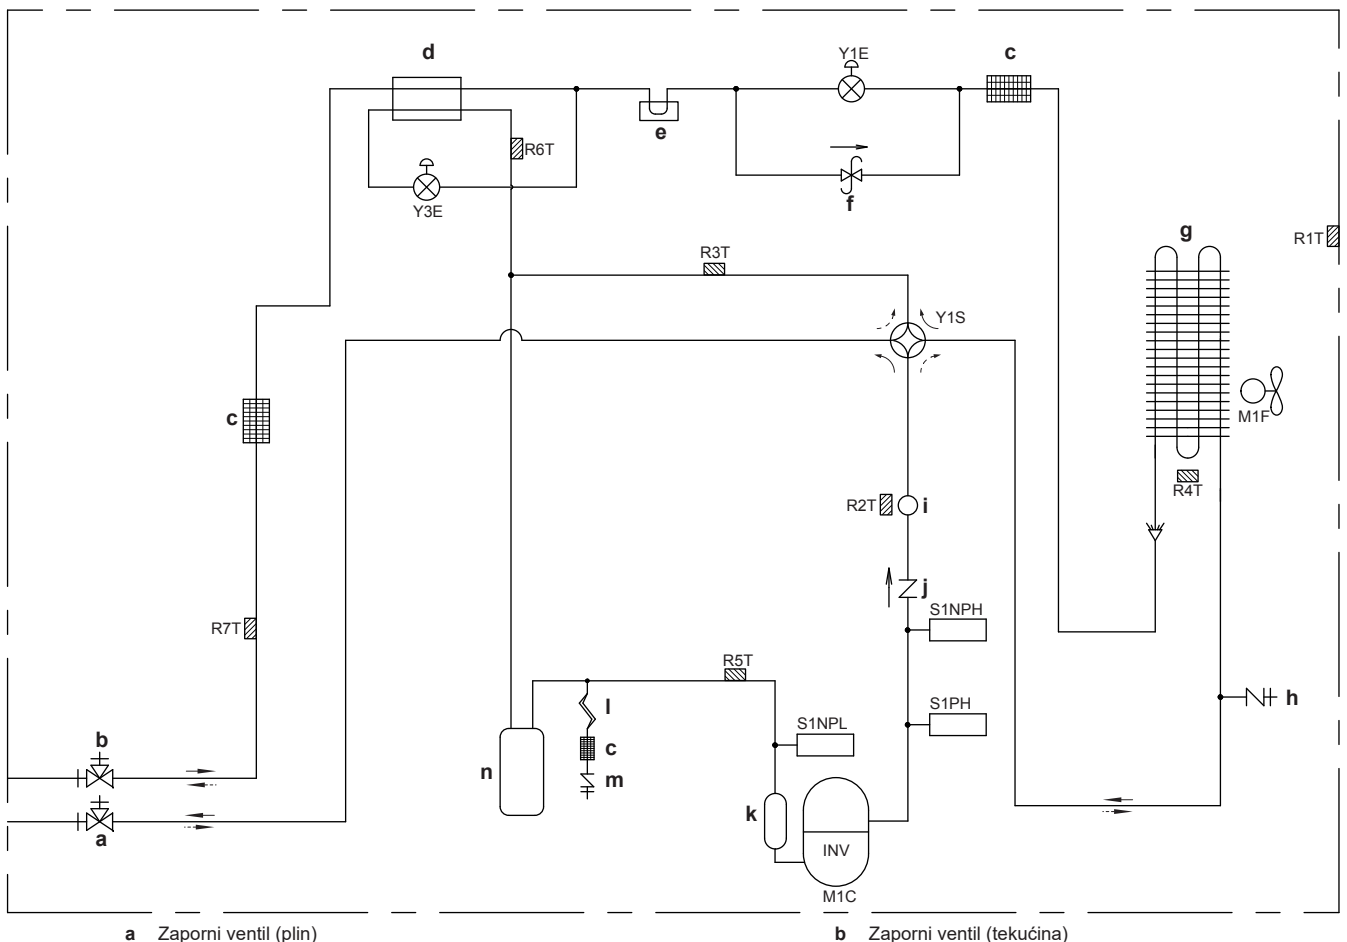 d
Y1E
c
e
R6T
Y3E
f
g
R1T
R3T
Y1S
c
M1F
R4T
R2T
i
j
S1NPH
R7T
R5T
l
S1PH
h
S1NPL
b
n
c
m
k
a
INV
M1C
a Zaporni ventil (plin)
b Zaporni ventil (tekućina)